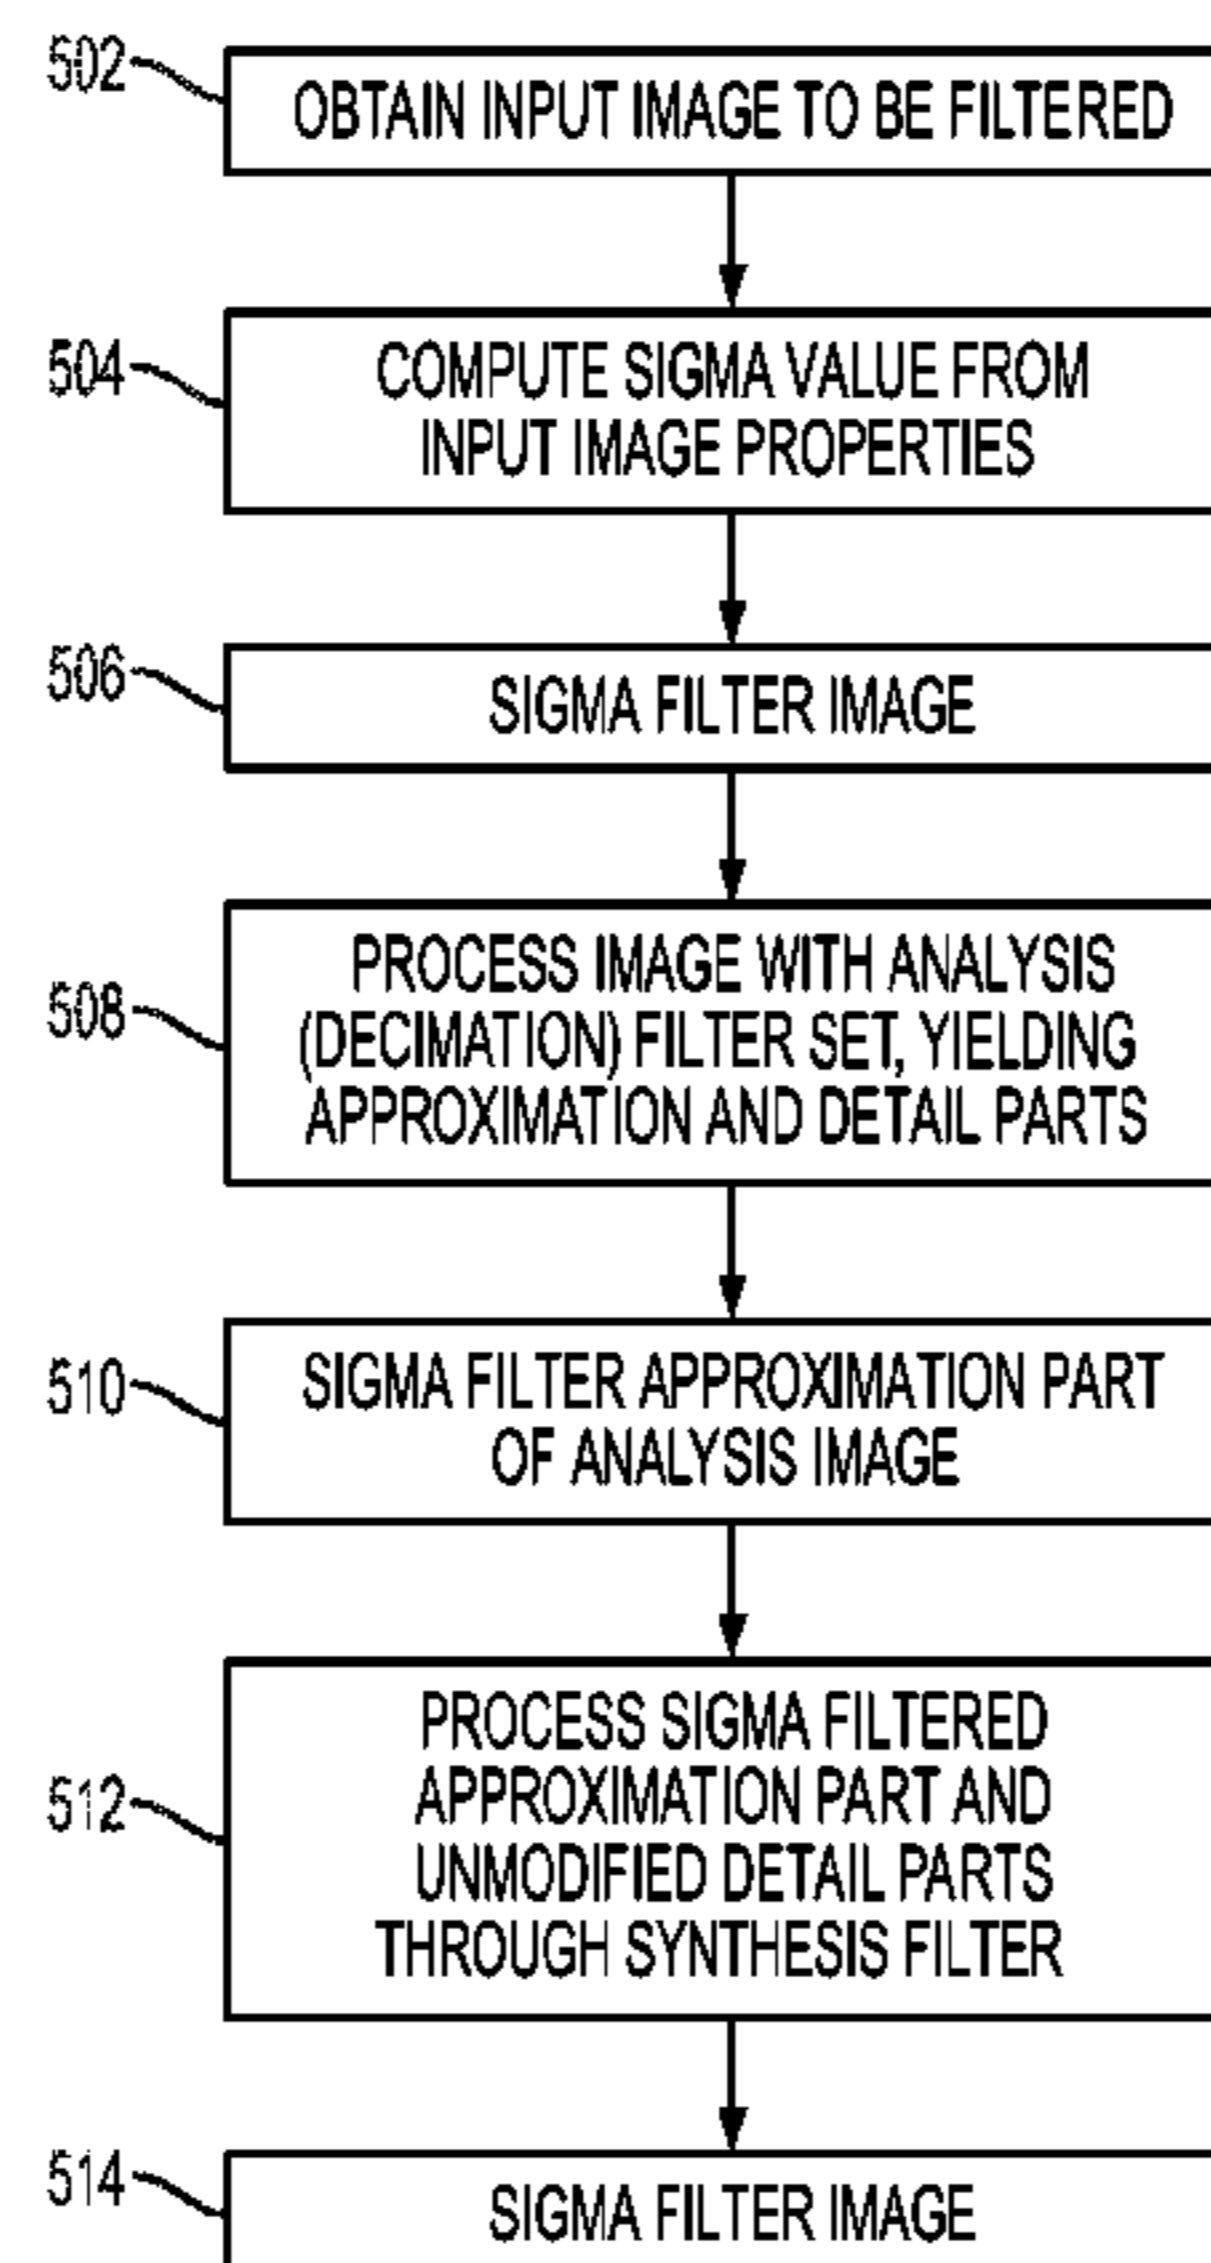 502
OBTAIN INPUT IMAGE TO BE FILTERED
504
COMPUTE SIGMA VALUE FROM
INPUT IMAGE PROPERTIES
506
SIGMA FILTER IMAGE
508
PROCESS IMAGE WITH ANALYSIS
(DECIMATION) FILTER SET, YIELDING
APPROXIMATION AND DETAIL PARTS
510
SIGMA FILTER APPROXIMATION PART
OF ANALYSIS IMAGE
512
PROCESS SIGMA FILTERED
APPROXIMATION PART AND
UNMODIFIED DETAIL PARTS
THROUGH SYNTHESIS FILTER
514
SIGMA FILTER IMAGE